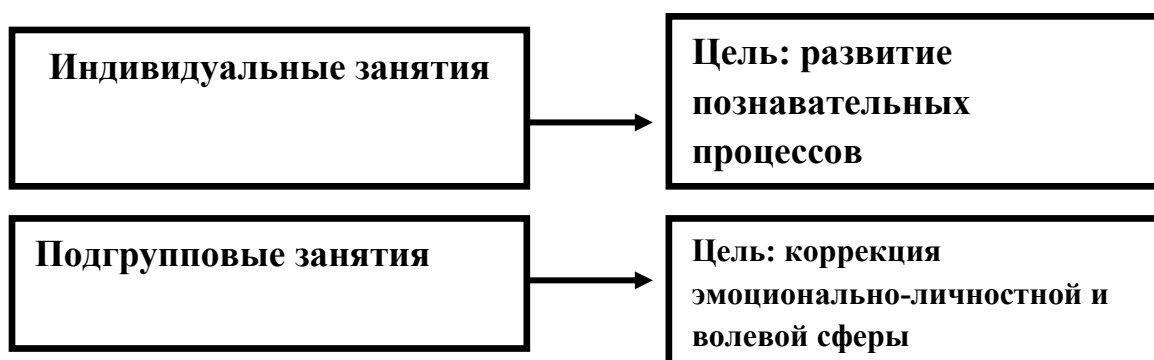 Индивидуальные занятия
Цель: развитие
познавательных
процессов
Подгрупповые занятия
Цель: коррекция
эмоционально-личностной и
волевой сферы